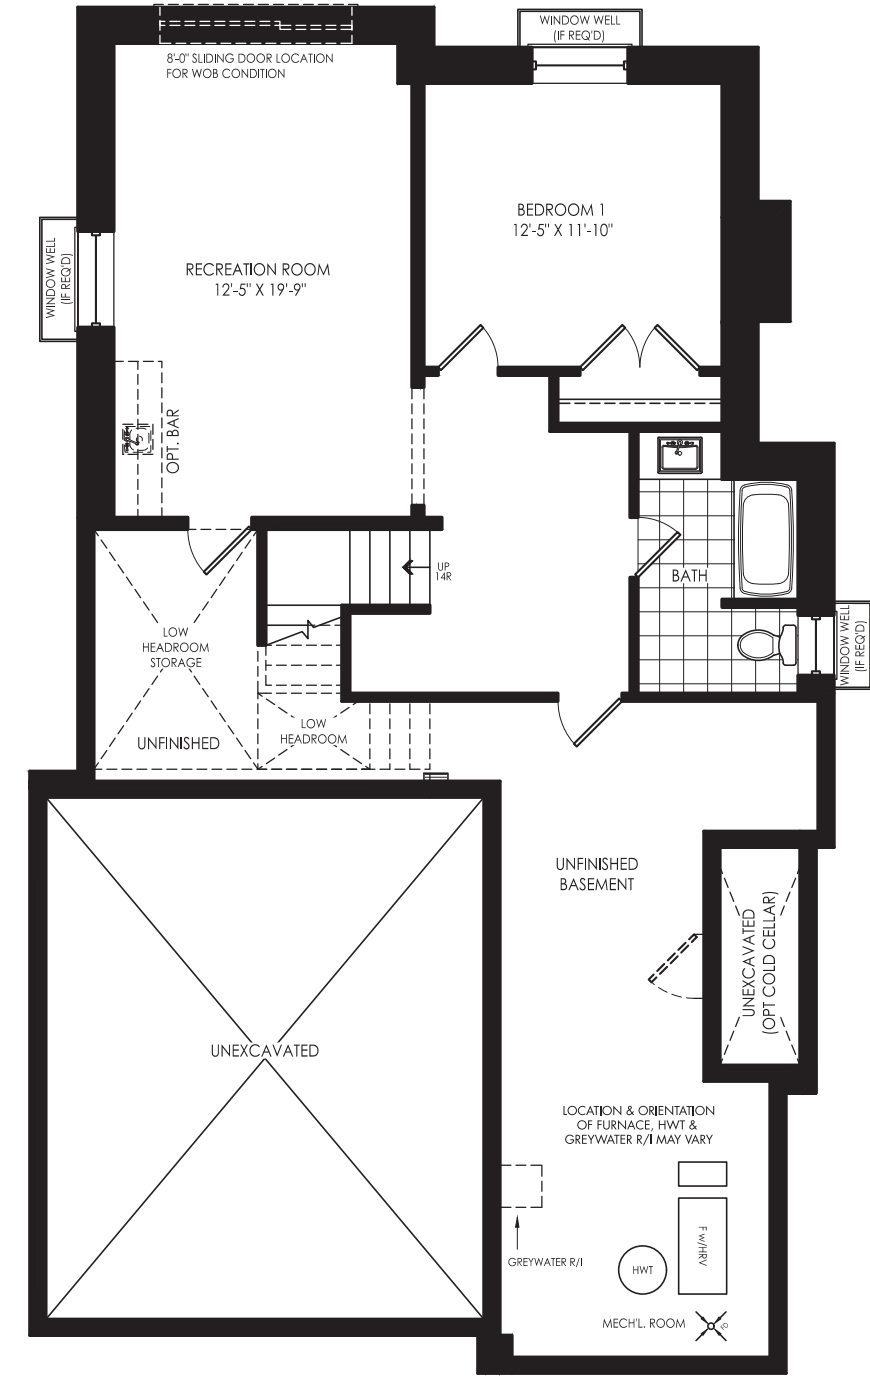 WINDOW WELL
(IF REQ'D)
8'-0" SLIDING DOOR LOCATION
FOR WOB CONDITION
BEDROOM 1
12'-5" X 11'-10"
WINDOW WELL
(IF REQ'D)
RECREATION ROOM
12'-5" X 19'-9"
OPT. BAR
UP
14R
BATH
LOW
HEADROOM
STORAGE
WINDOW WELL
(IF REQ'D)
UNFINISHED
LOW
HEADROOM
UNFINISHED
BASEMENT
UNEXCAVATED
(OPT COLD CELLAR)
UNEXCAVATED
LOCATION & ORIENTATION
OF FURNACE, HWT &
GREYWATER R/I MAY VARY
GREYWATER R/I
HWT
F W/HRV
MECH'L. ROOM
FD